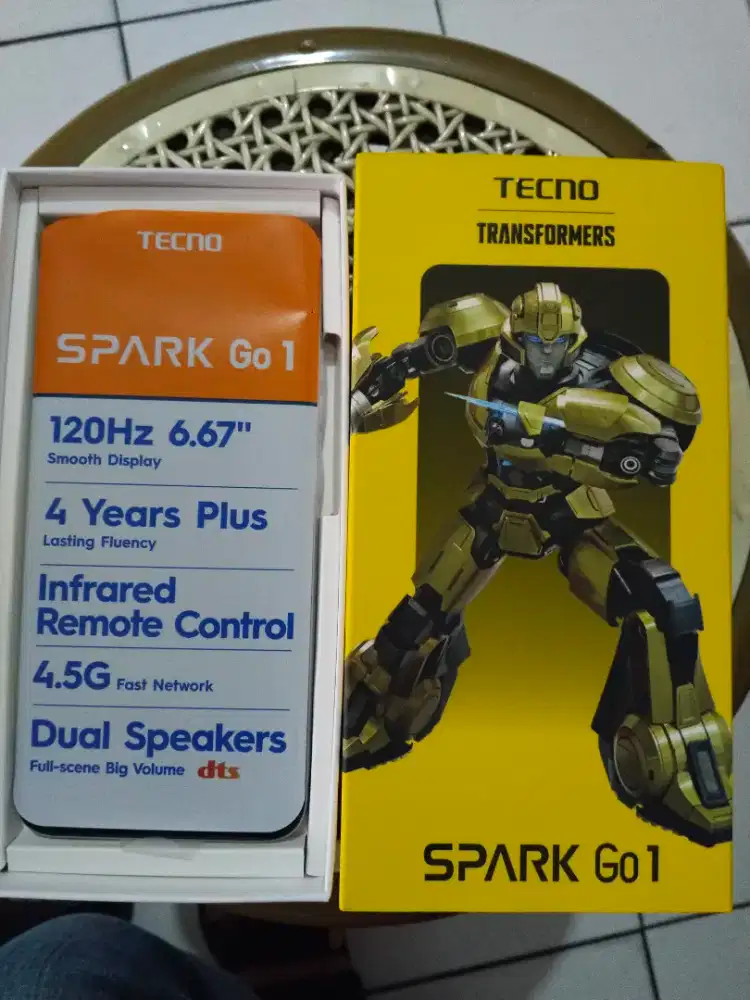 TECNO
SPARK Go 1
120Hz 6.67"
Smooth Display
4 Years Plus
Lasting Fluency
Infrared
Remote Control
4.5G Fast Network
Dual Speakers
Full-scene Big Volume dts
TECNO
TRANSFORMERS
SPARK Go 1